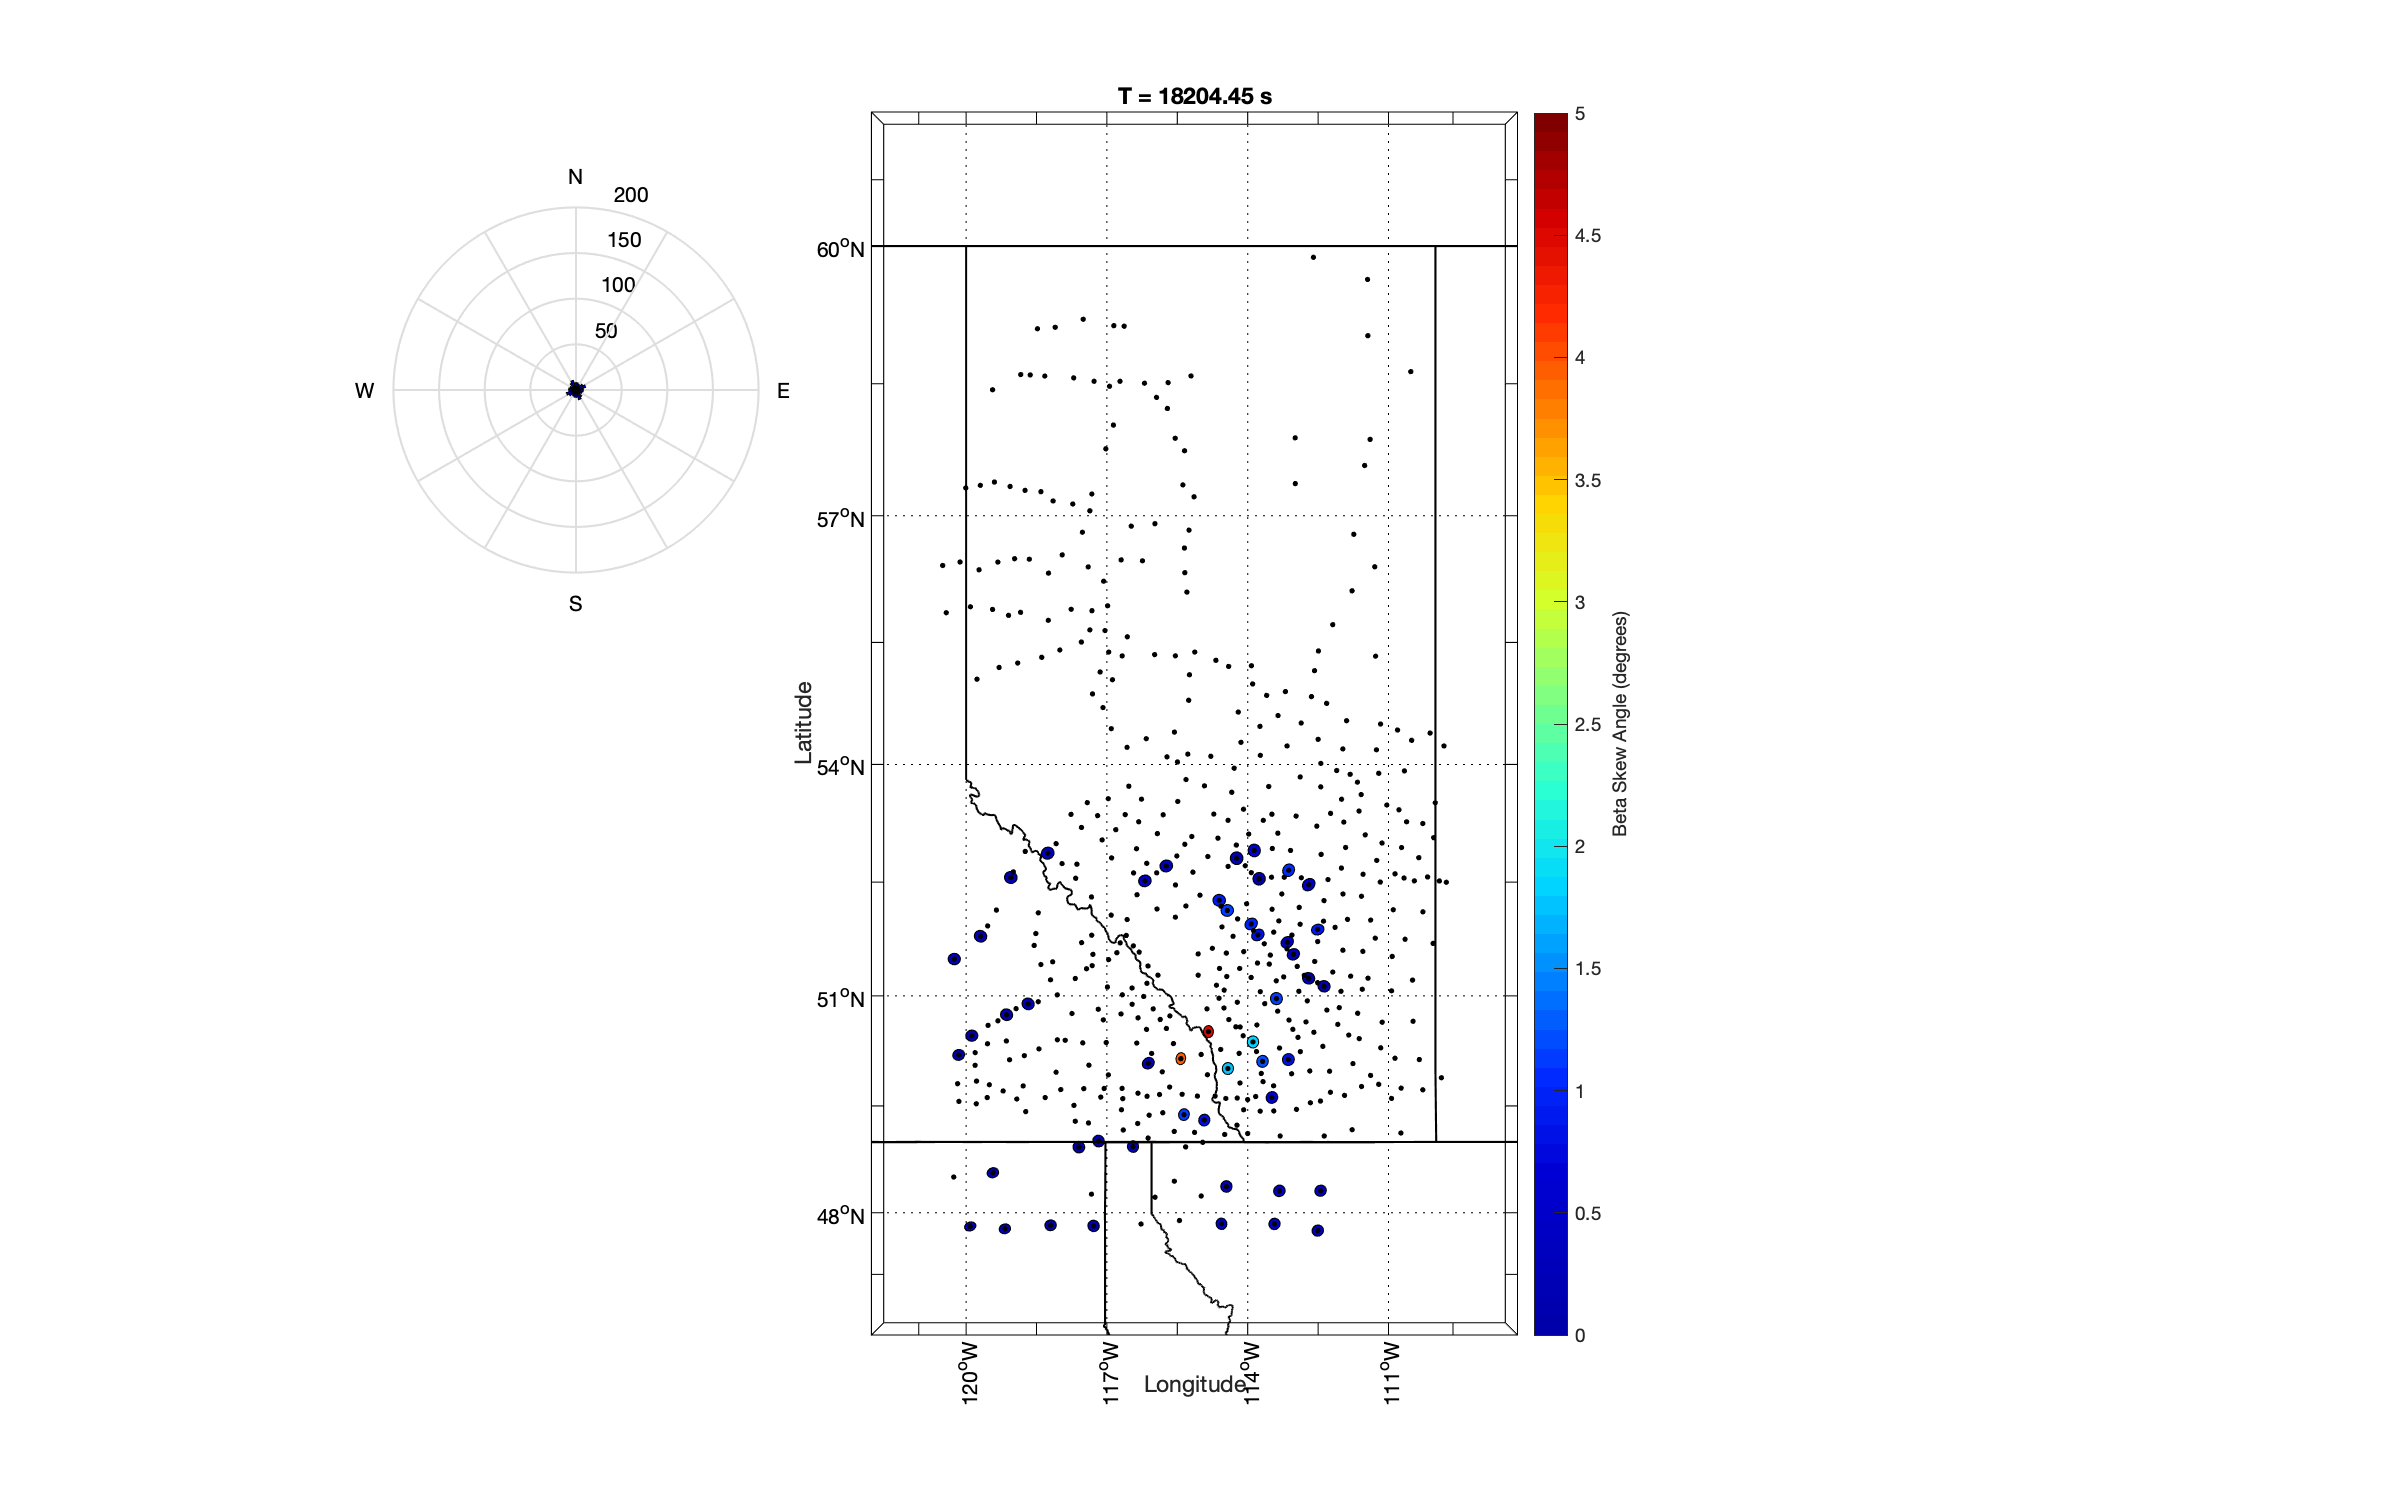 T = 18204.45 s
N
200
150
100
50
W
E
S
60°N
57°N
54°N
51°N
48°N
Latitude
120°W
117°W
114°W
111°W
Longitude
5
4.5
4
3.5
3
2.5
2
1.5
1
0.5
0
Beta Skew Angle (degrees)